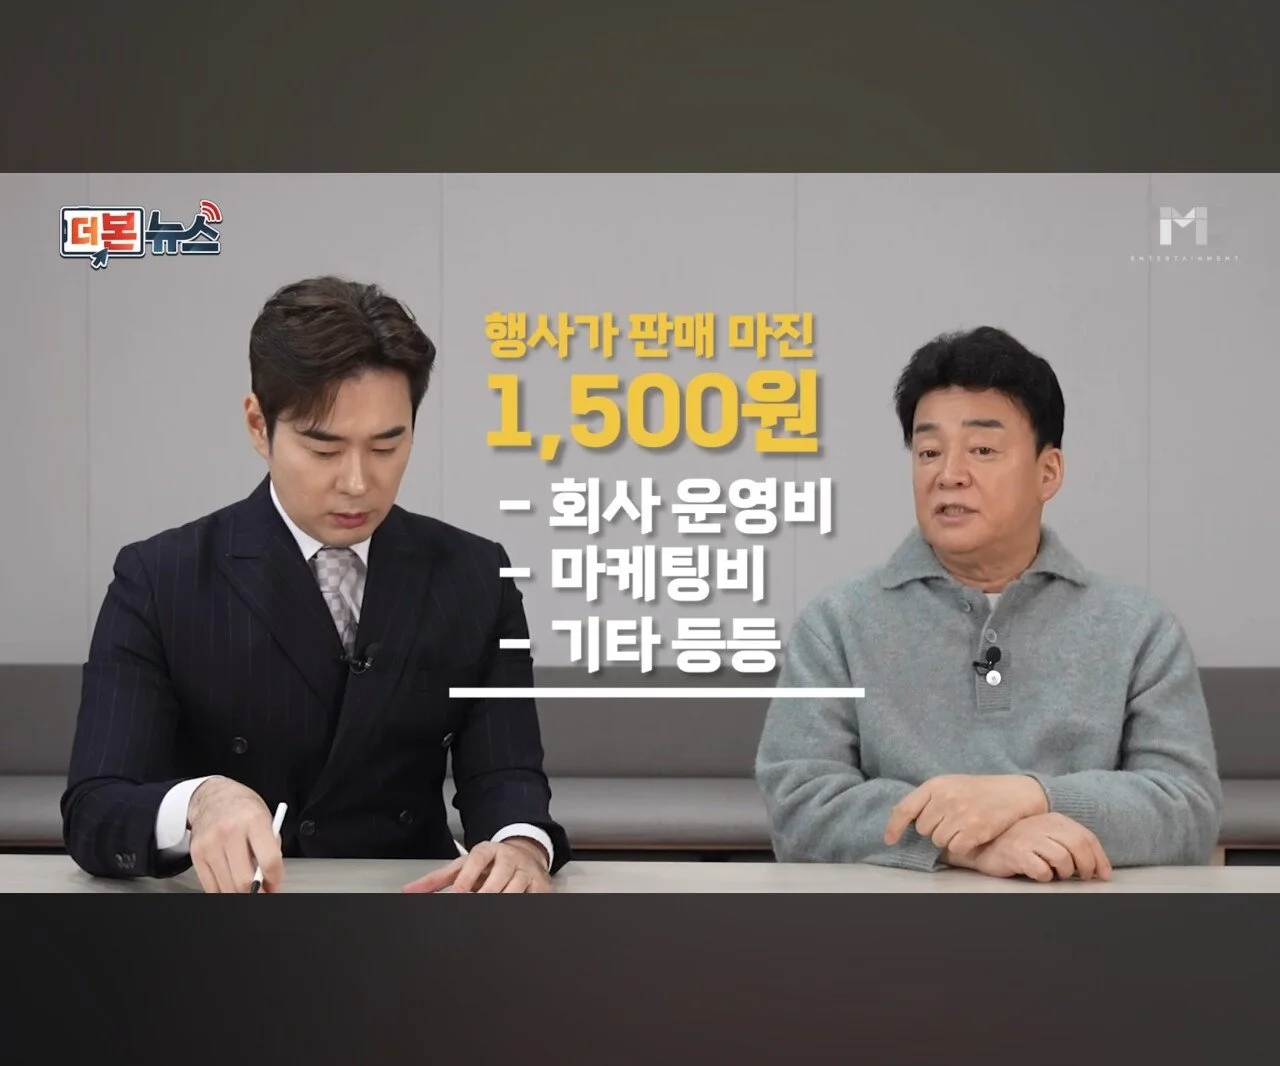 더본 뉴스
ME
ENTERTAINMENT
행사가 판매 마진
1,500원
- 회사 운영비
- 마케팅비
- 기타 등등